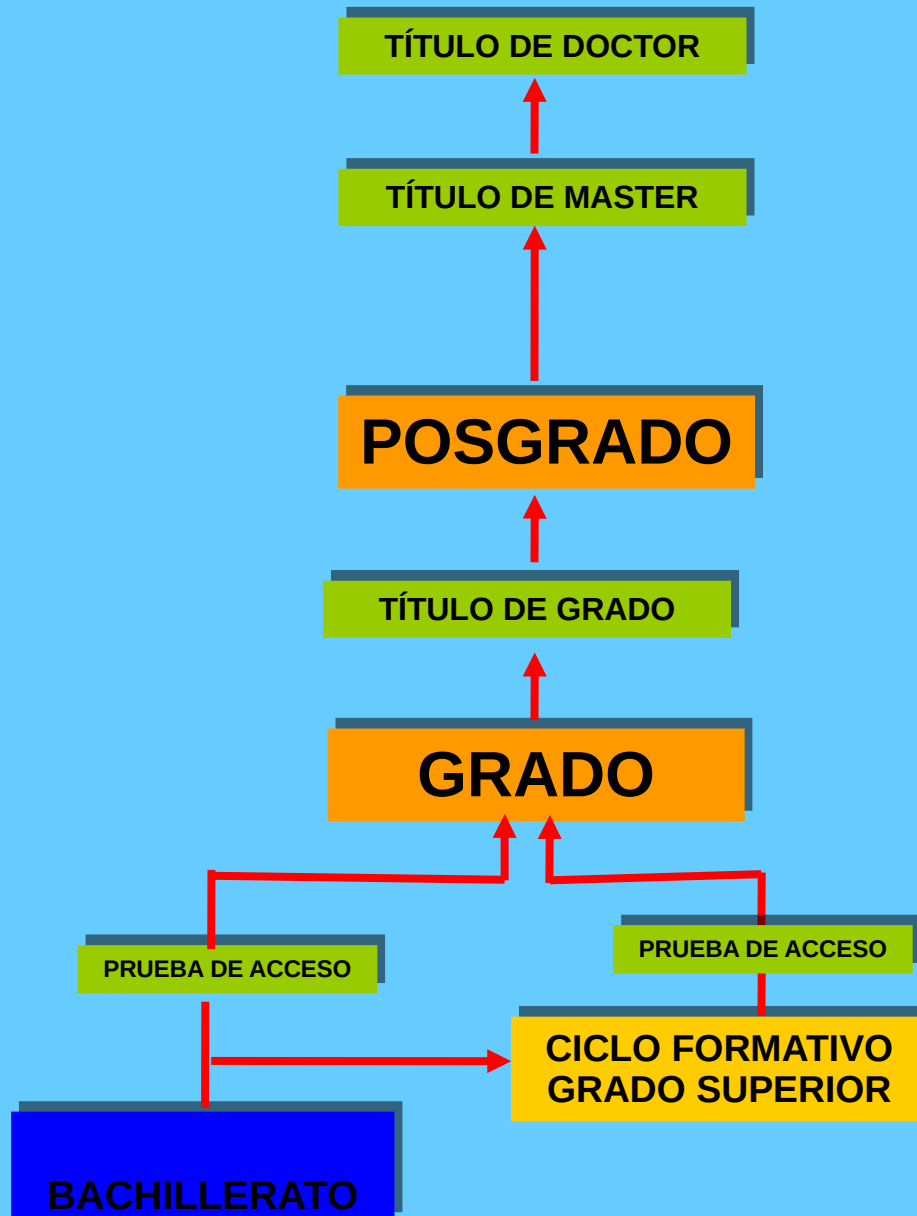 TÍTULO DE DOCTOR
TÍTULO DE MASTER
POSGRADO
TÍTULO DE GRADO
GRADO
PRUEBA DE ACCESO
PRUEBA DE ACCESO
CICLO FORMATIVO
GRADO SUPERIOR
BACHILLERATO